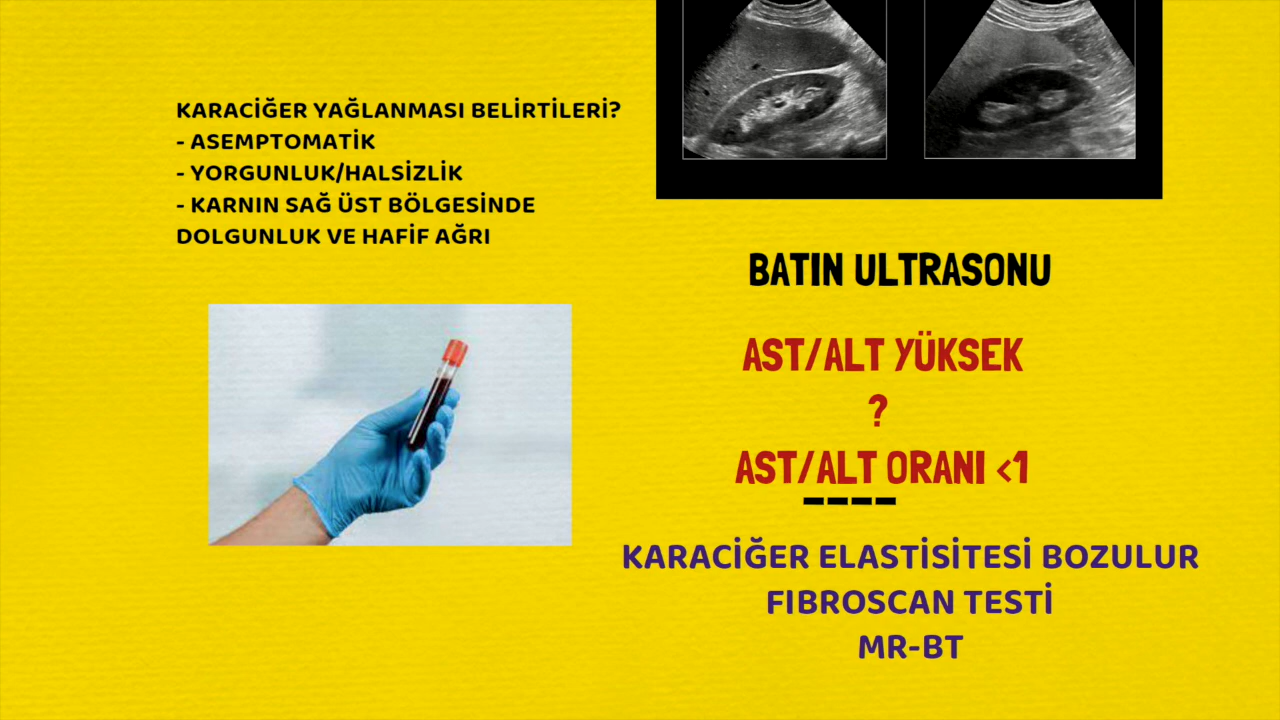 KARACİĞER YAĞLANMASI BELİRTİLERİ?
- ASEMPTOMATİK
- YORGUNLUK/HALSİZLİK
- KARNIN SAĞ ÜST BÖLGESİNDE
DOLGUNLUK VE HAFİF AĞRI
BATIN ULTRASONU
AST/ALT YÜKSEK
?
AST/ALT ORANI <1
----
KARACİĞER ELASTİSİTESİ BOZULUR
FIBROSCAN TESTİ
MR-BT